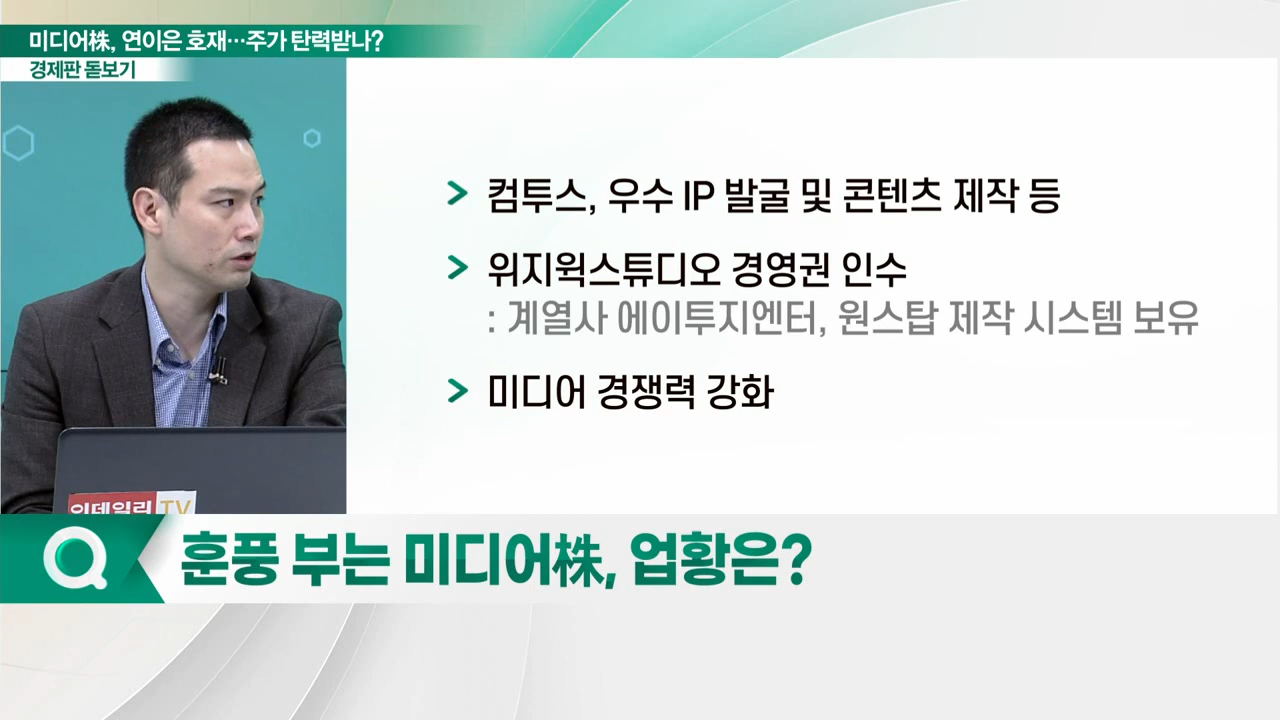 미디어株, 연이은 호재…주가 탄력받나?
경제판 돋보기
> 컴투스, 우수 IP 발굴 및 콘텐츠 제작 등
> 위지윅스튜디오 경영권 인수
: 계열사 에이투지엔터, 원스탑 제작 시스템 보유
> 미디어 경쟁력 강화
이데일리 TV
Q 훈풍 부는 미디어株, 업황은?